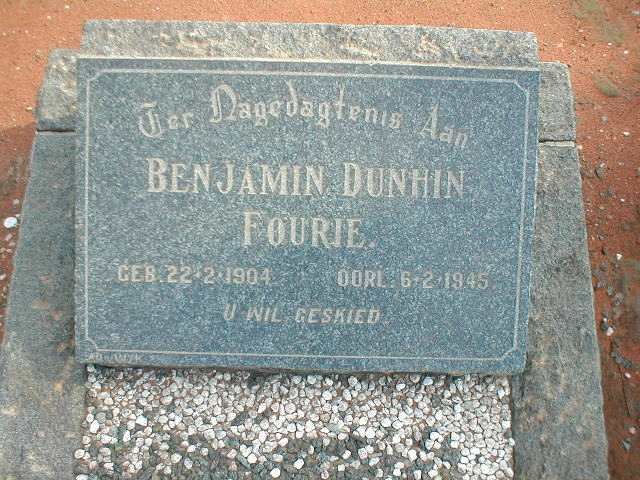 Ter Nagedagtenis Aan
BENJAMIN DUNHIN
FOURIE.
GEB. 22-2-1904 OORL. 6-2-1945
U WIL GESKIED.